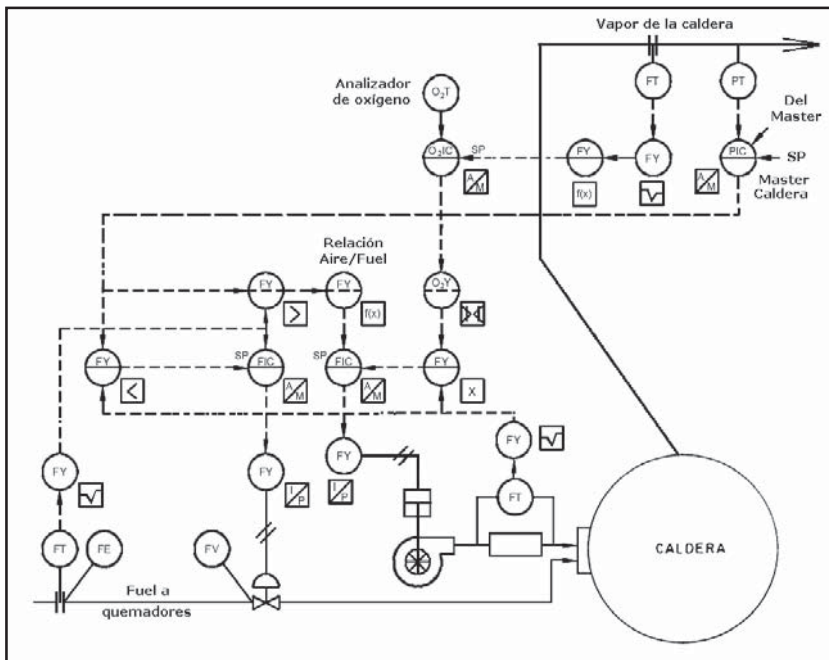 Vapor de la caldera
FT
PT
Analizador
de oxígeno
O₂T
Del Master
O₂IC
SP
FY
FY
PIC
SP
A/M
f(x)
√
A/M
Master
Caldera
Relación
Aire/Fuel
FY
FY
O₂Y
>
f(x)
FY
SP
FIC
SP
FIC
FY
<
A/M
A/M
X
FY
√
FY
FY
FY
√
I/P
I/P
FT
FT
FE
FV
CALDERA
Fuel a
quemadores